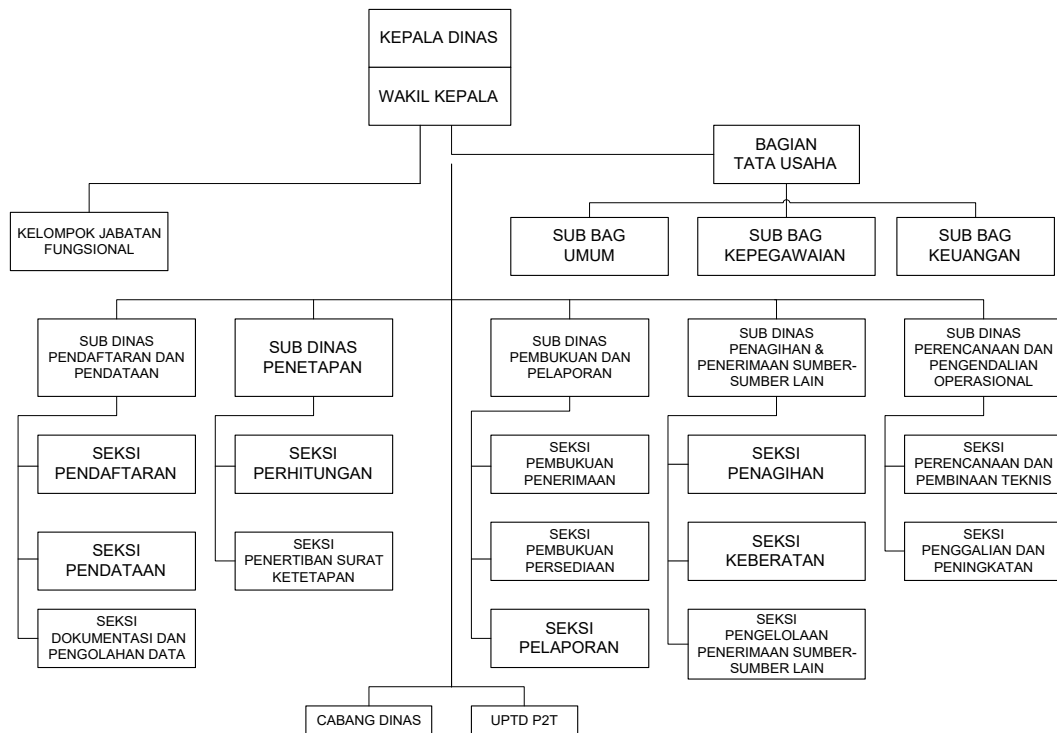 KEPALA DINAS
WAKIL KEPALA
BAGIAN
TATA USAHA
KELOMPOK JABATAN
FUNGSIONAL
SUB BAG
UMUM
SUB BAG
KEPEGAWAIAN
SUB BAG
KEUANGAN
SUB DINAS
PENDAFTARAN DAN
PENDATAAN
SUB DINAS
PENETAPAN
SUB DINAS
PEMBUKUAN DAN
PELAPORAN
SUB DINAS
PENAGIHAN &
PENERIMAAN SUMBER-
SUMBER LAIN
SUB DINAS
PERENCANAAN DAN
PENGENDALIAN
OPERASIONAL
SEKSI
PENDAFTARAN
SEKSI
PERHITUNGAN
SEKSI
PEMBUKUAN
PENERIMAAN
SEKSI
PENAGIHAN
SEKSI
PERENCANAAN DAN
PEMBINAAN TEKNIS
SEKSI
PENDATAAN
SEKSI
PENERTIBAN SURAT
KETETAPAN
SEKSI
PEMBUKUAN
PERSEDIAAN
SEKSI
KEBERATAN
SEKSI
PENGGALIAN DAN
PENINGKATAN
SEKSI
DOKUMENTASI DAN
PENGOLAHAN DATA
SEKSI
PELAPORAN
SEKSI
PENGELOLAAN
PENERIMAAN SUMBER-
SUMBER LAIN
CABANG DINAS
UPTD P2T